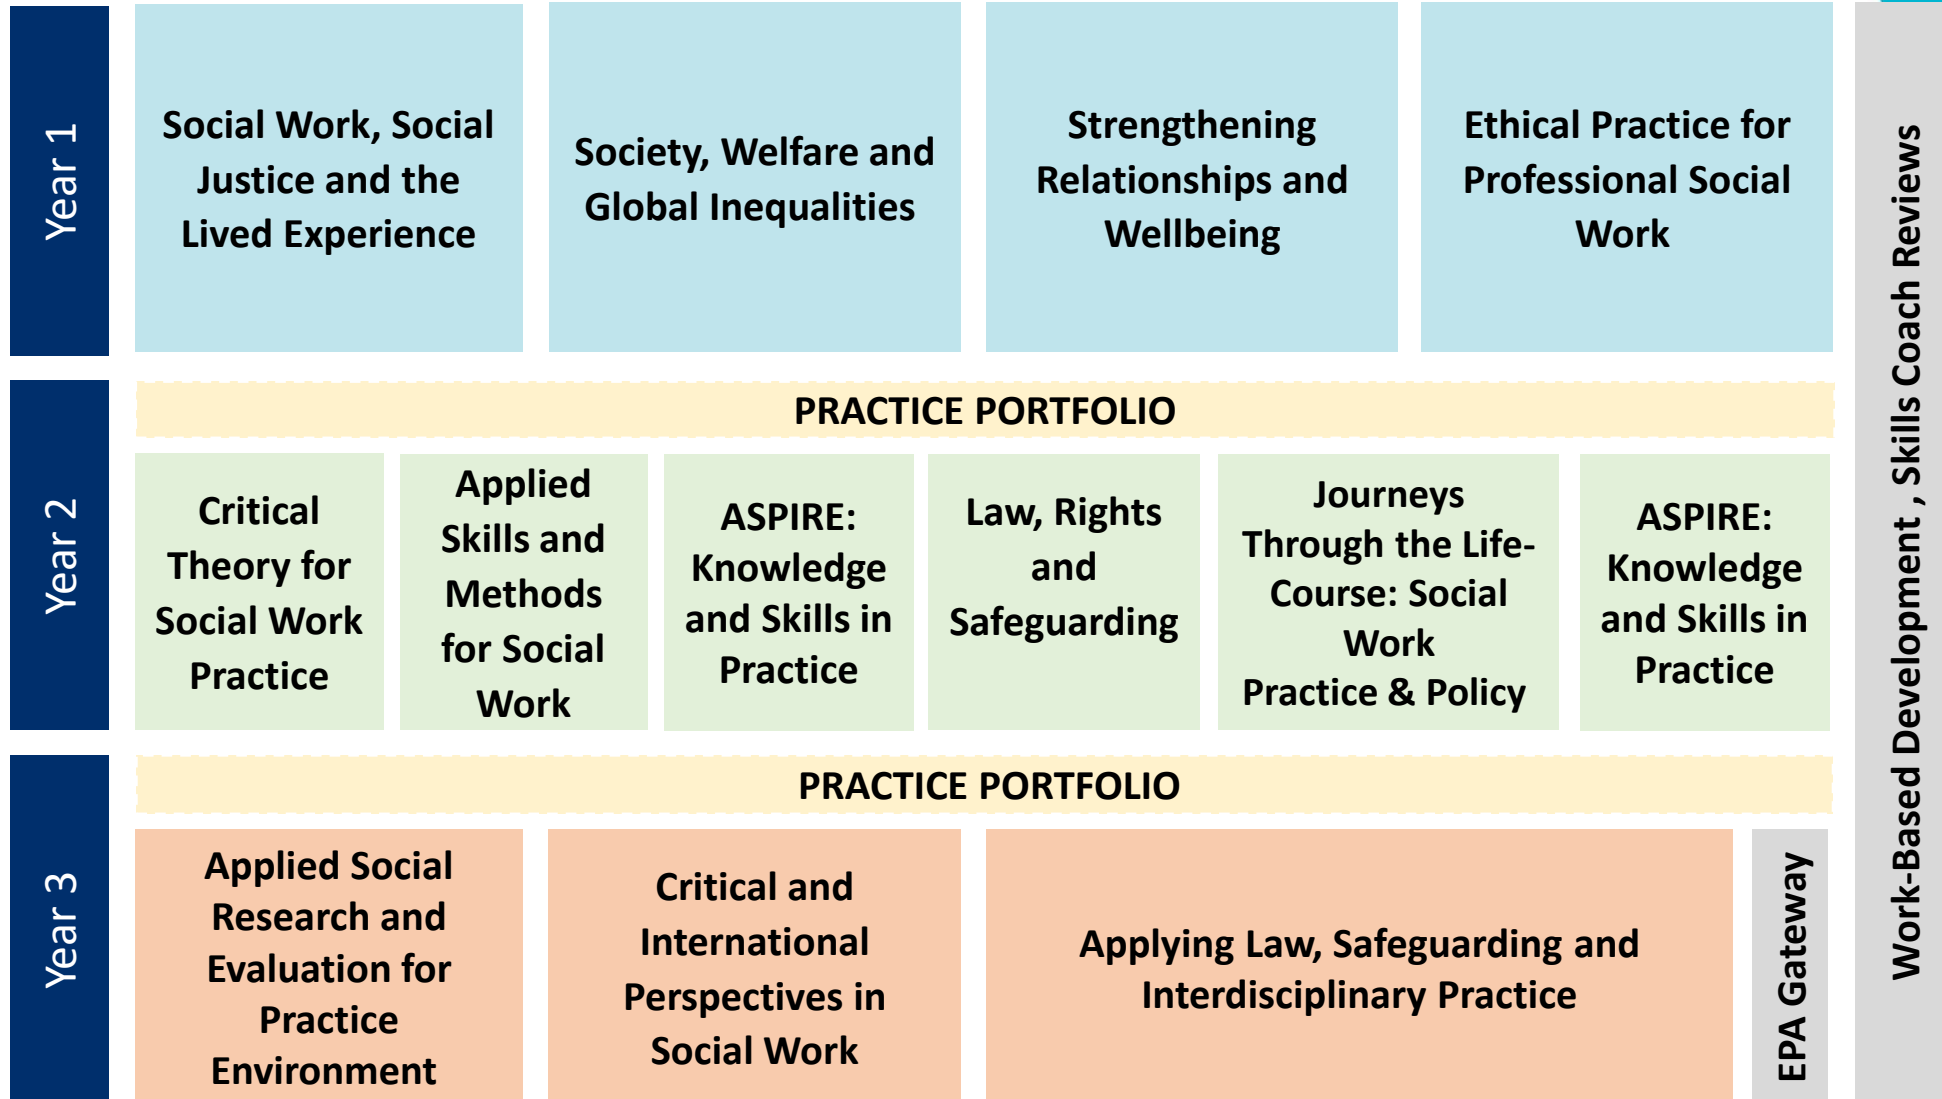 Year 1
Social Work, Social
Justice and the
Lived Experience
Society, Welfare and
Global Inequalities
Strengthening
Relationships and
Wellbeing
Ethical Practice for
Professional Social
Work
Year 2
PRACTICE PORTFOLIO
Critical
Theory for
Social Work
Practice
Applied
Skills and
Methods
for Social
Work
ASPIRE:
Knowledge
and Skills in
Practice
Law, Rights
and
Safeguarding
Journeys
Through the Life-
Course: Social
Work
Practice & Policy
ASPIRE:
Knowledge
and Skills in
Practice
Year 3
PRACTICE PORTFOLIO
Applied Social
Research and
Evaluation for
Practice
Environment
Critical and
International
Perspectives in
Social Work
Applying Law, Safeguarding and
Interdisciplinary Practice
EPA Gateway
Work-Based Development , Skills Coach Reviews